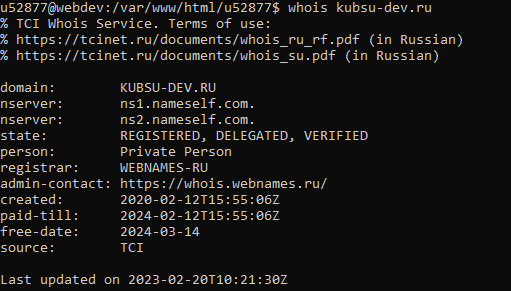 u52877@webdev:/var/www/html/u52877$ whois kubsu-dev.ru
% TCI Whois Service. Terms of use:
% https://tcinet.ru/documents/whois_ru_rf.pdf (in Russian)
% https://tcinet.ru/documents/whois_su.pdf (in Russian)

domain:        KUBSU-DEV.RU
nserver:       ns1.nameself.com.
nserver:       ns2.nameself.com.
state:         REGISTERED, DELEGATED, VERIFIED
person:        Private Person
registrar:     WEBNAMES-RU
admin-contact: https://whois.webnames.ru/
created:       2020-02-12T15:55:06Z
paid-till:     2024-02-12T15:55:06Z
free-date:     2024-03-14
source:        TCI

Last updated on 2023-02-20T10:21:30Z